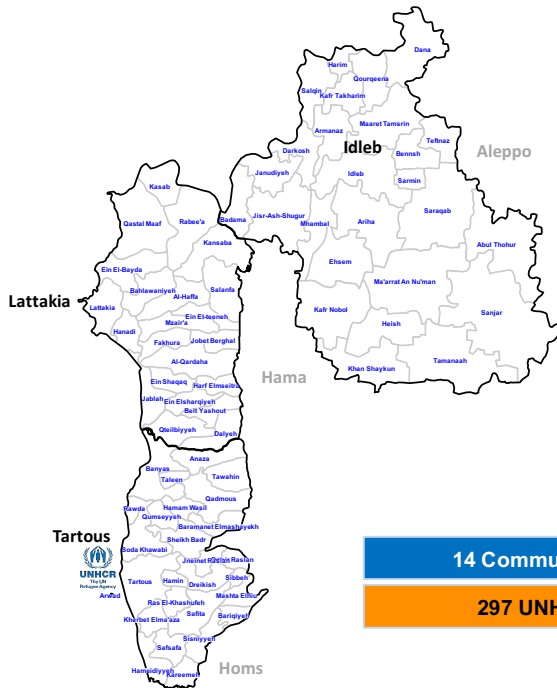 Dana
Harim
Qourqeena
Salqin
Kafr Takharim
Maaret Tamsrin
Armanaz
Teftnaz
Idleb
Aleppo
Darkosh
Bennsh
Janudiyeh
Idleb
Sarmin
Kasab
Saraqab
Badama
Jisr-Ash-Shugur
Mhambal
Ariha
Qastal Maaf
Rabee'a
Kansaba
Abul Thohur
Ehsem
Ein El-Bayda
Ma'arrat An Nu'man
Bahlawaniyeh
Salanfa
Al-Haffa
Lattakia
Lattakia
Kafr Nobol
Sanjar
Ein Et-teeneh
Mzair'a
Heish
Hanadi
Fakhura
Jobet Berghal
Al-Qardaha
Tamanaah
Khan Shaykun
Hama
Ein Shaqaq
Harf Elmseitra
Jablah
Ein Elsharqiyeh
Beit Yashout
Qteilbiyyeh
Dalyeh
Anaza
Banyas
Taleen
Tawahin
Qadmous
Rawda
Hamam Wasil
Qumseyyeh
Baramanet Elmashayekh
Tartous
Sheikh Badr
Soda Khawabi
Jneinet Raslan
UNHCR
The UN
Refugee Agency
Tartous
Hamin
Dreikish
Sibbeh
Arwad
Mashta Elhiu
Ras El-Khashufeh
Safita
Bariqiyeh
Kherbet Elma'aza
Sisniyyeh
Safsafa
Hameidiyyeh
Kareemeh
Homs
14 Commu
297 UNH